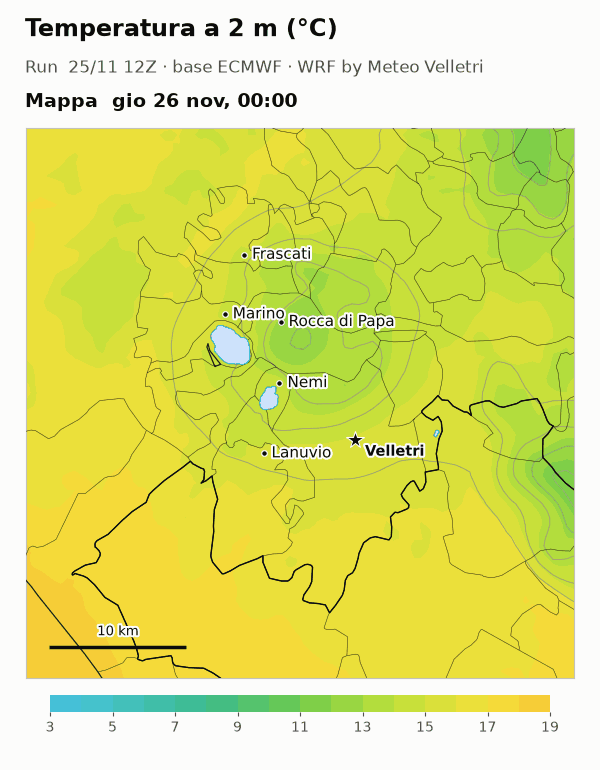 Temperatura a 2 m (°C)
Run  25/11 12Z · base ECMWF · WRF by Meteo Velletri
Mappa  gio 26 nov, 00:00
Frascati
Marino
Rocca di Papa
Nemi
Velletri
Lanuvio
10 km
3 5 7 9 11 13 15 17 19